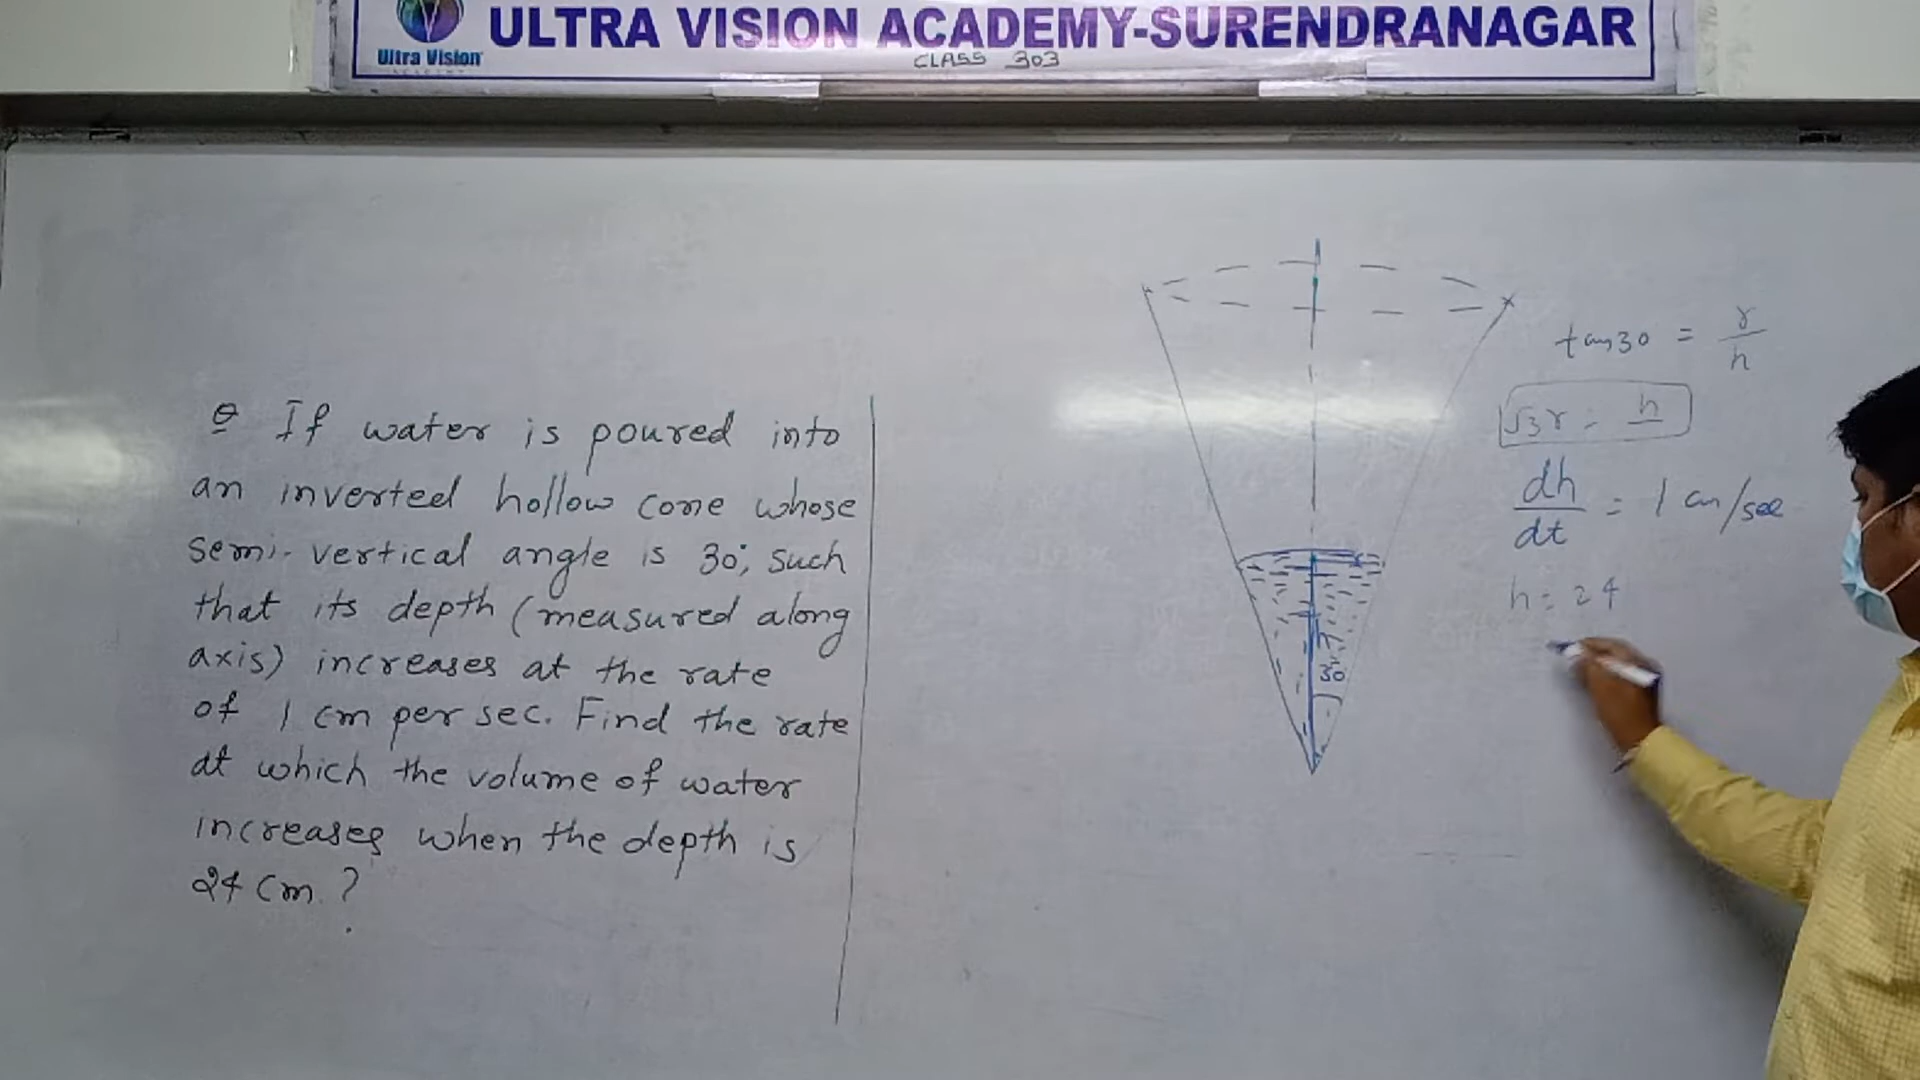 ULTRA VISION ACADEMY-SURENDRANAGAR
Ultra Vision
ACADEMY
CLASS 303
Q If water is poured into
an inverted hollow cone whose
semi-vertical angle is 30°, such
that its depth (measured along
axis) increases at the rate
of 1 cm per sec. Find the rate
at which the volume of water
increases when the depth is
24 cm ?
h
30
tan30 = r/h
√3r = h
dh/dt = 1 cm/sec
h = 24